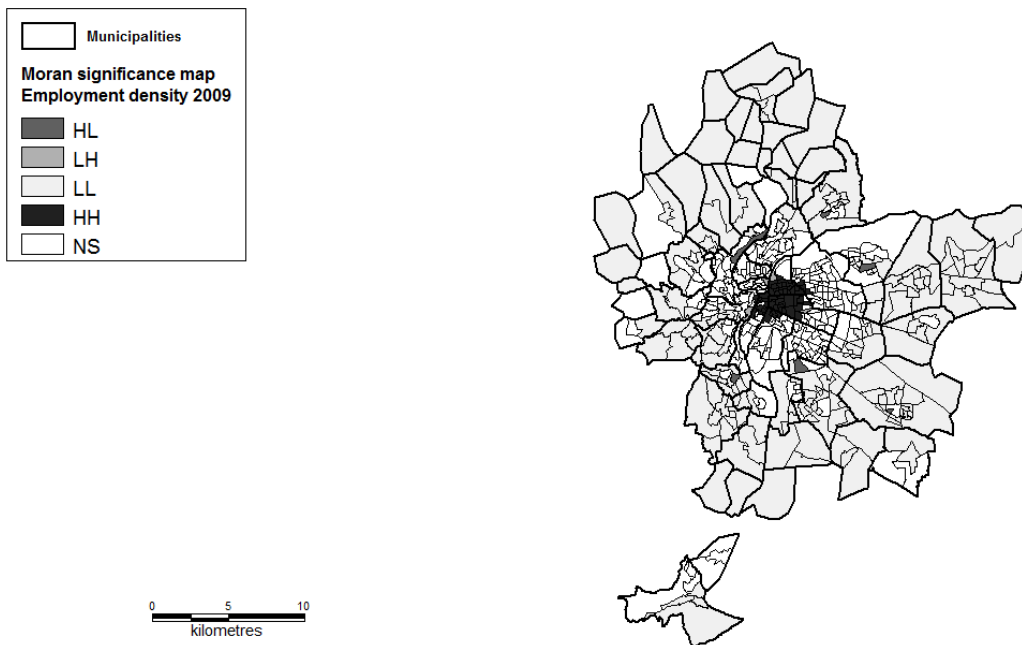 Municipalities
Moran significance map
Employment density 2009
HL
LH
LL
HH
NS
0 5 10
kilometres